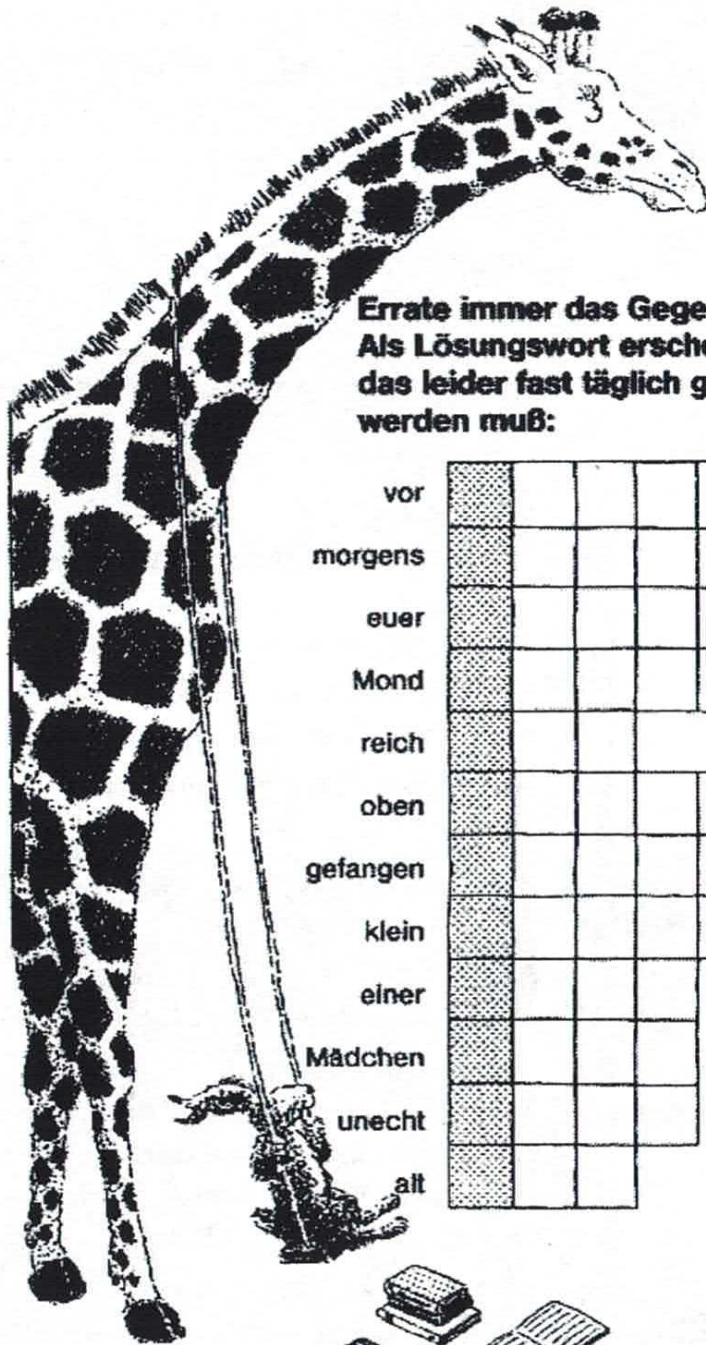 Errate immer das Gege
Als Lösungswort ersche
das leider fast täglich g
werden muß:
vor
morgens
euer
Mond
reich
oben
gefangen
klein
einer
Mädchen
unecht
alt